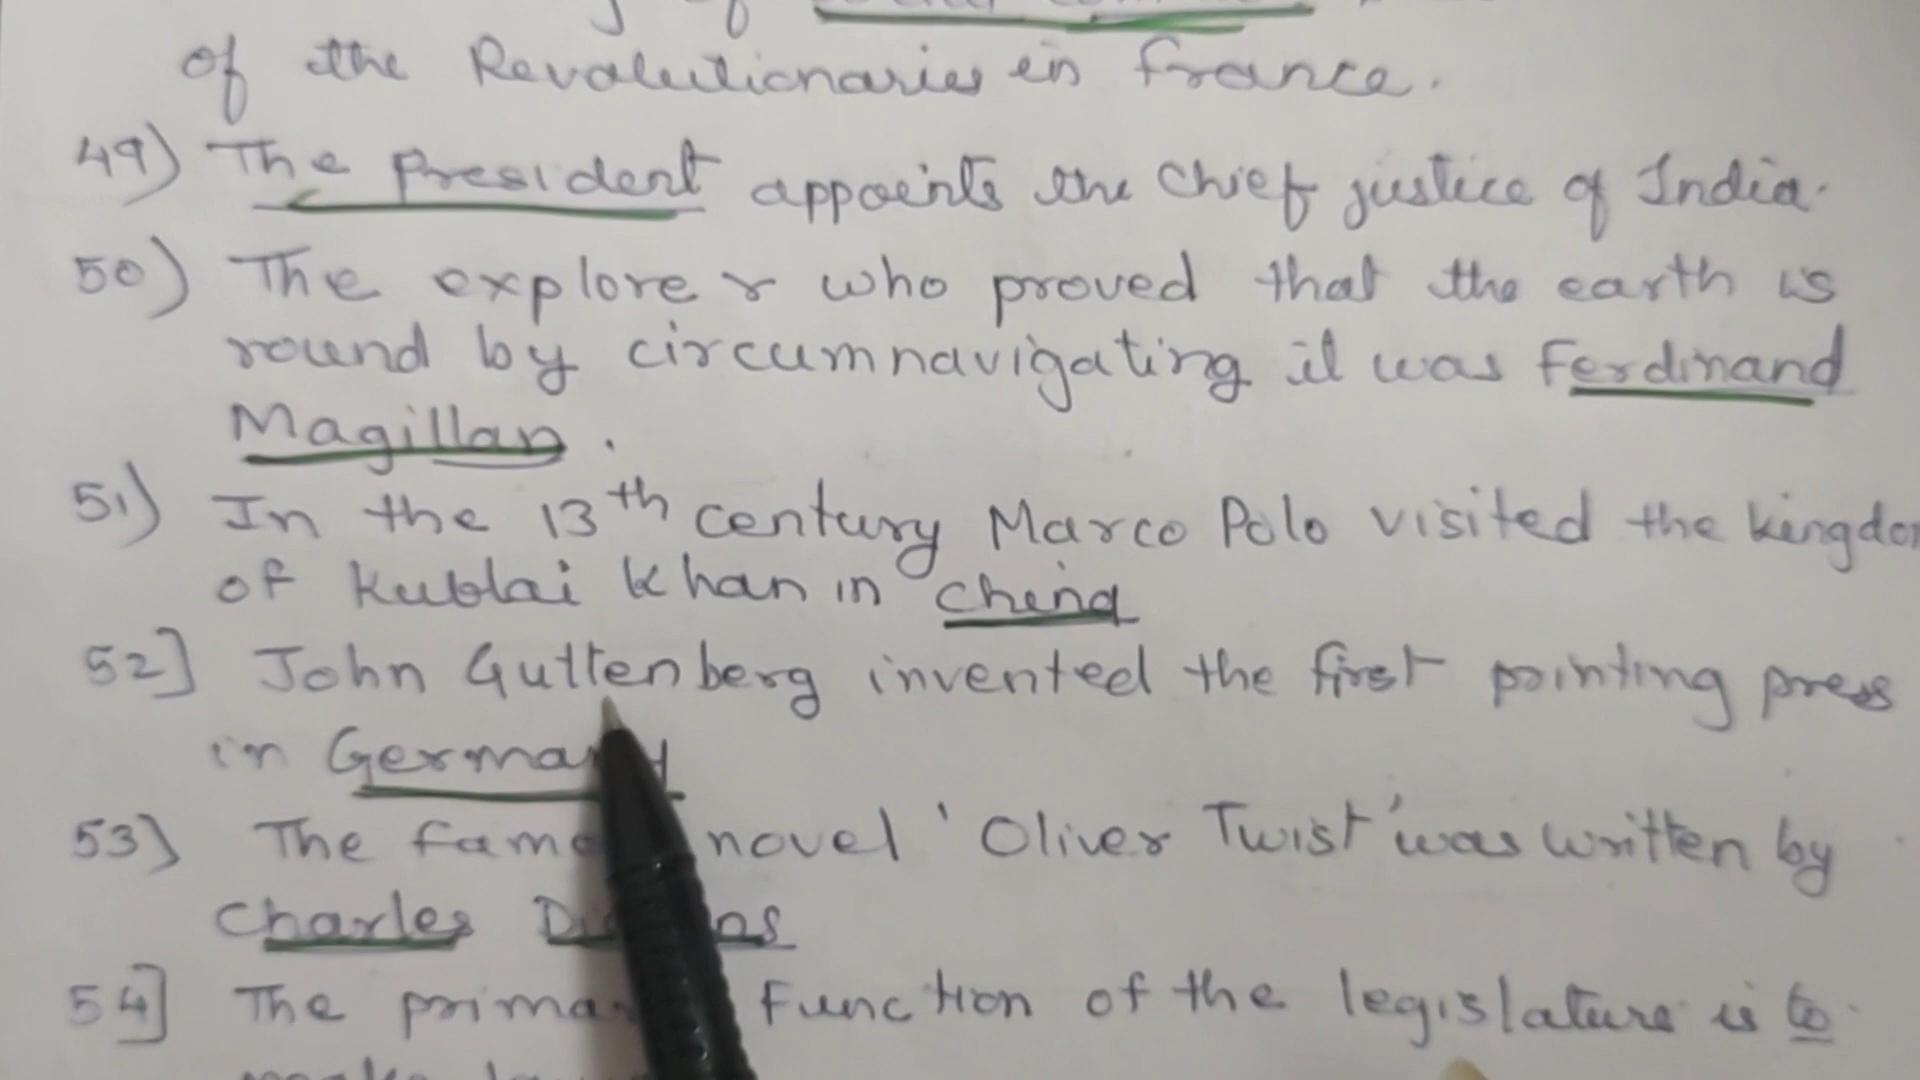 of the Revolutionaries in France.
49) The President appoints the Chief justice of India.
50) The explorer who proved that the earth is
round by circumnavigating it was Ferdinand
Magillan.
51) In the 13th century Marco Polo visited the
of Kublai Khan in China
52] John Guttenberg invented the first printing press
in Germany
53) The novel 'Oliver Twist' was written by
Charles
54] The function of the legislature is to